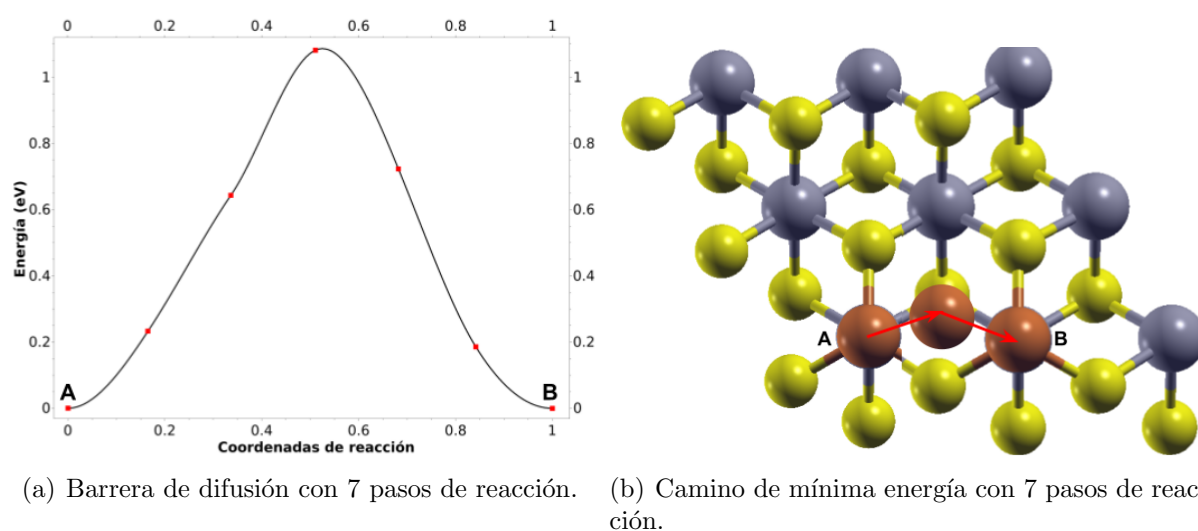 0 0.2 0.4 0.6 0.8 1
1 1
0.8 0.8
0.6 0.6
0.4 0.4
0.2 0.2
0 0
Energía (eV)
A B
0 0.2 0.4 0.6 0.8 1
Coordenadas de reacción
A B
(a) Barrera de difusión con 7 pasos de reacción.
(b) Camino de mínima energía con 7 pasos de reac
ción.